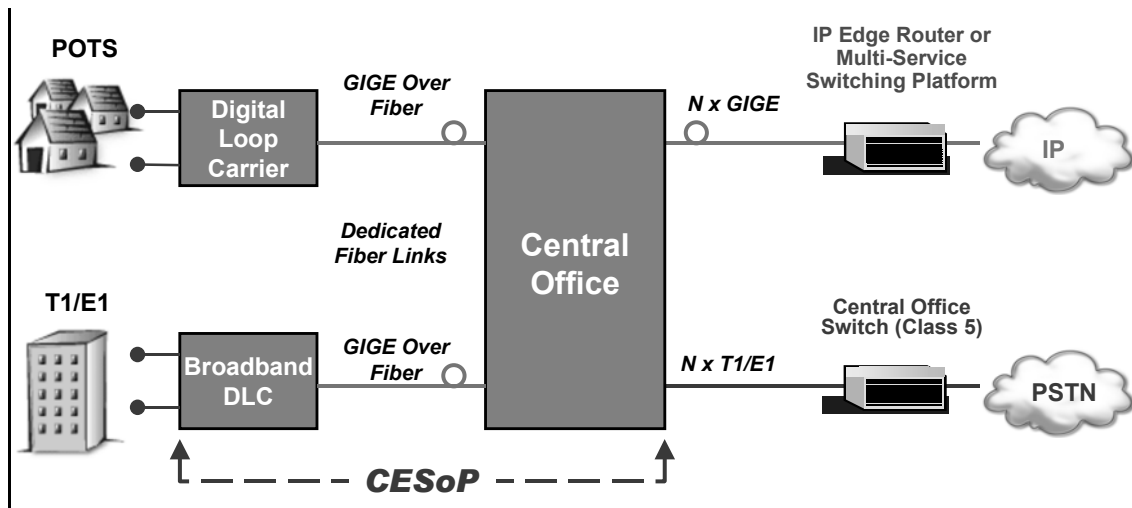 POTS
GIGE Over
Fiber
Digital
Loop
Carrier
N x GIGE
IP Edge Router or
Multi-Service
Switching Platform
IP
Dedicated
Fiber Links
Central
Office
T1/E1
GIGE Over
Fiber
Broadband
DLC
N x T1/E1
Central Office
Switch (Class 5)
PSTN
CESoP